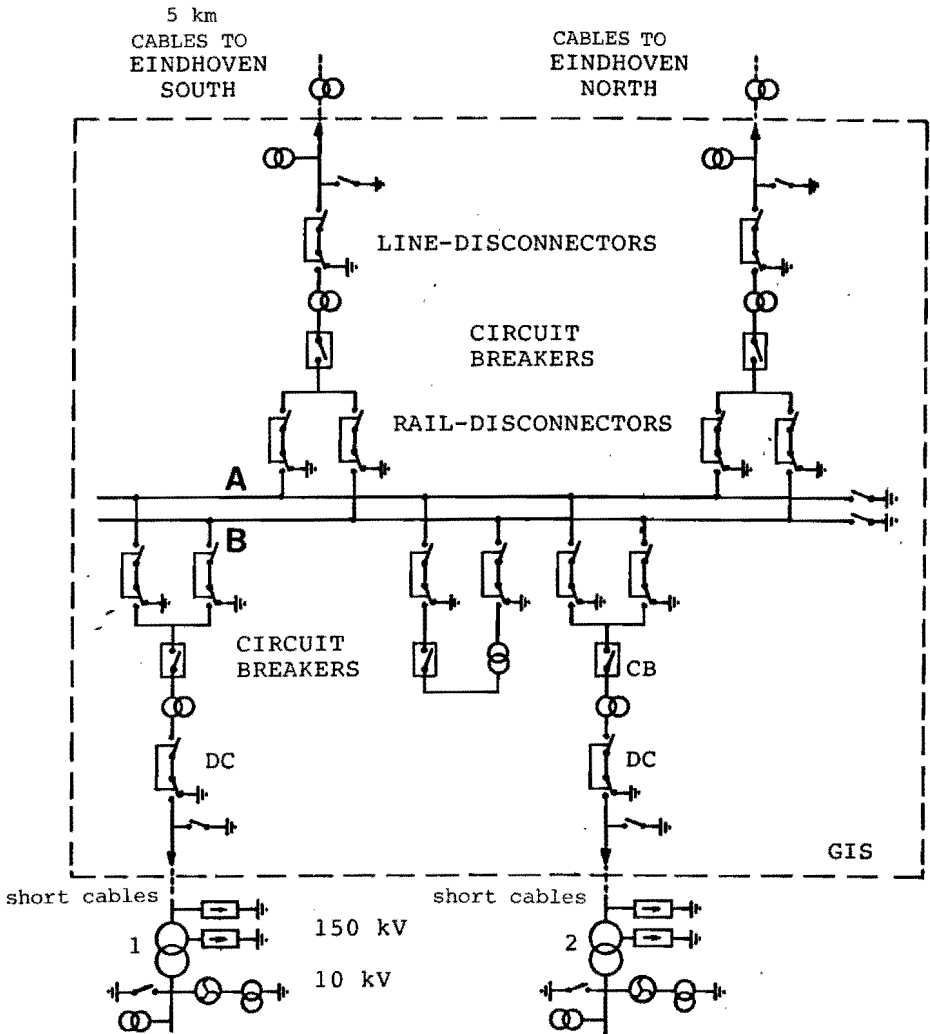 5 km
CABLES TO
EINDHOVEN
SOUTH
CABLES TO
EINDHOVEN
NORTH
LINE-DISCONNECTORS
CIRCUIT
BREAKERS
RAIL-DISCONNECTORS
A
B
CIRCUIT
BREAKERS
CB
DC
DC
GIS
short cables
short cables
1
150 kV
2
10 kV